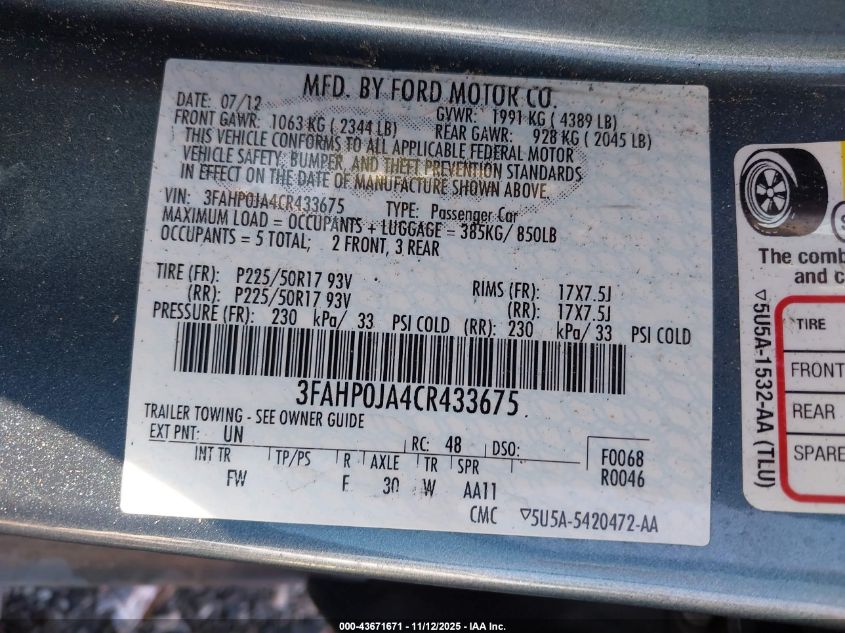 MFD. BY FORD MOTOR CO.
DATE: 07/12 GVWR: 1991 KG ( 4389 LB)
FRONT GAWR: 1063 KG ( 2344 LB) REAR GAWR: 928 KG ( 2045 LB)
THIS VEHICLE CONFORMS TO ALL APPLICABLE FEDERAL MOTOR
VEHICLE SAFETY, BUMPER, AND THEFT PREVENTION STANDARDS
IN EFFECT ON THE DATE OF MANUFACTURE SHOWN ABOVE.
VIN: 3FAHP0JA4CR433675 TYPE: Passenger Car
MAXIMUM LOAD = OCCUPANTS + LUGGAGE = 385KG/ 850LB
OCCUPANTS = 5 TOTAL; 2 FRONT, 3 REAR
TIRE (FR): P225/50R17 93V RIMS (FR): 17X7.5J
(RR): P225/50R17 93V (RR): 17X7.5J
PRESSURE (FR): 230 kPa/ 33 PSI COLD (RR): 230 kPa/ 33 PSI COLD
3FAHP0JA4CR433675
TRAILER TOWING - SEE OWNER GUIDE
EXT PNT: UN RC: 48 DSO: F0068
INT TR TP/PS R AXLE TR SPR R0046
FW F 30 W AA11
CMC ▽5U5A-5420472-AA
The comb
and c
▽5U5A-1532-AA (TLU)
TIRE
FRONT
REAR
SPARE
000-43671671 - 11/12/2025 - IAA Inc.